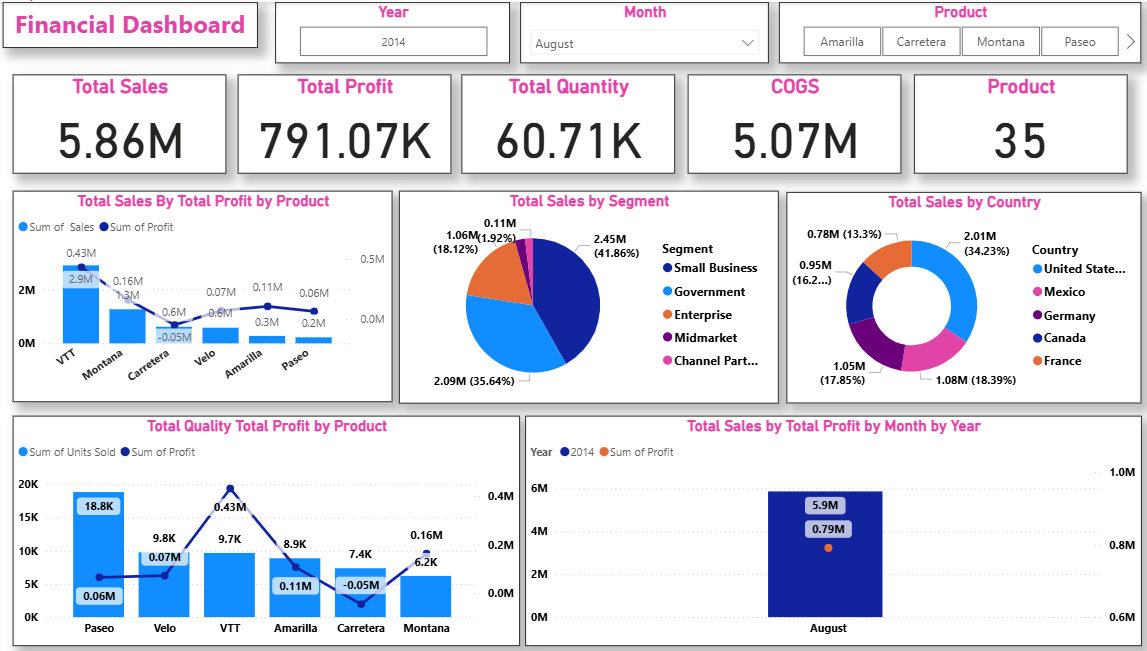 Financial Dashboard
Year
2014
Month
August
Product
Amarilla
Carretera
Montana
Paseo
Total Sales
5.86M
Total Profit
791.07K
Total Quantity
60.71K
COGS
5.07M
Product
35
Total Sales By Total Profit by Product
Sum of Sales
Sum of Profit
2M
0M
0.5M
0.0M
0.43M
2.9M
0.16M
1.3M
0.6M
-0.05M
0.07M
0.6M
0.11M
0.3M
0.06M
0.2M
VTT
Montana
Carretera
Velo
Amarilla
Paseo
Total Sales by Segment
0.11M
(1.92%)
1.06M
(18.12%)
2.45M
(41.86%)
2.09M (35.64%)
Segment
Small Business
Government
Enterprise
Midmarket
Channel Part...
Total Sales by Country
0.78M (13.3%)
2.01M
(34.23%)
0.95M
(16.2...)
1.05M
(17.85%)
1.08M (18.39%)
Country
United State...
Mexico
Germany
Canada
France
Total Quality Total Profit by Product
Sum of Units Sold
Sum of Profit
20K
15K
10K
5K
0K
0.4M
0.2M
0.0M
18.8K
0.06M
9.8K
0.07M
9.7K
0.43M
8.9K
0.11M
7.4K
-0.05M
0.16M
6.2K
Paseo
Velo
VTT
Amarilla
Carretera
Montana
Total Sales by Total Profit by Month by Year
Year
2014
Sum of Profit
6M
4M
2M
0M
1.0M
0.8M
0.6M
5.9M
0.79M
August